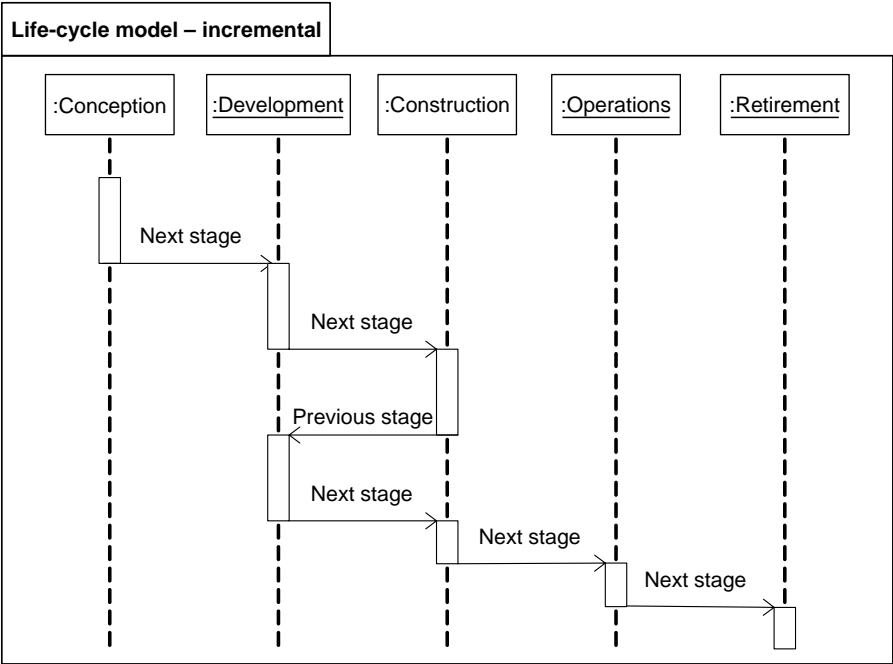 Life-cycle model – incremental
:Conception
:Development
:Construction
:Operations
:Retirement
Next stage
Next stage
Previous stage
Next stage
Next stage
Next stage